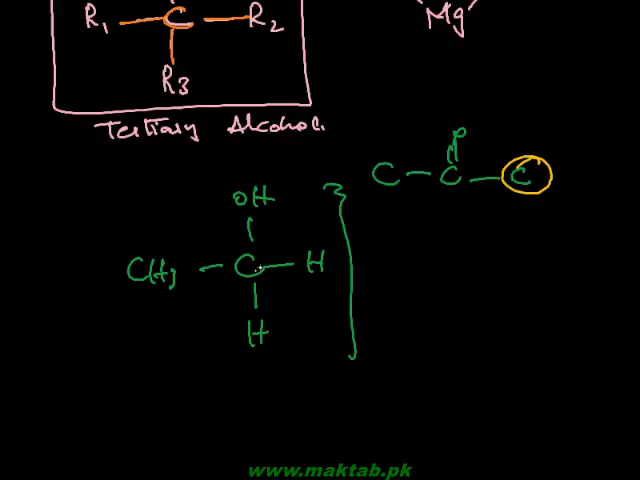 R1 — C — R2
Mg
R3
Tertiary Alcohol.
C — C — C
OH
CH3 — C — H
H
www.maktab.pk